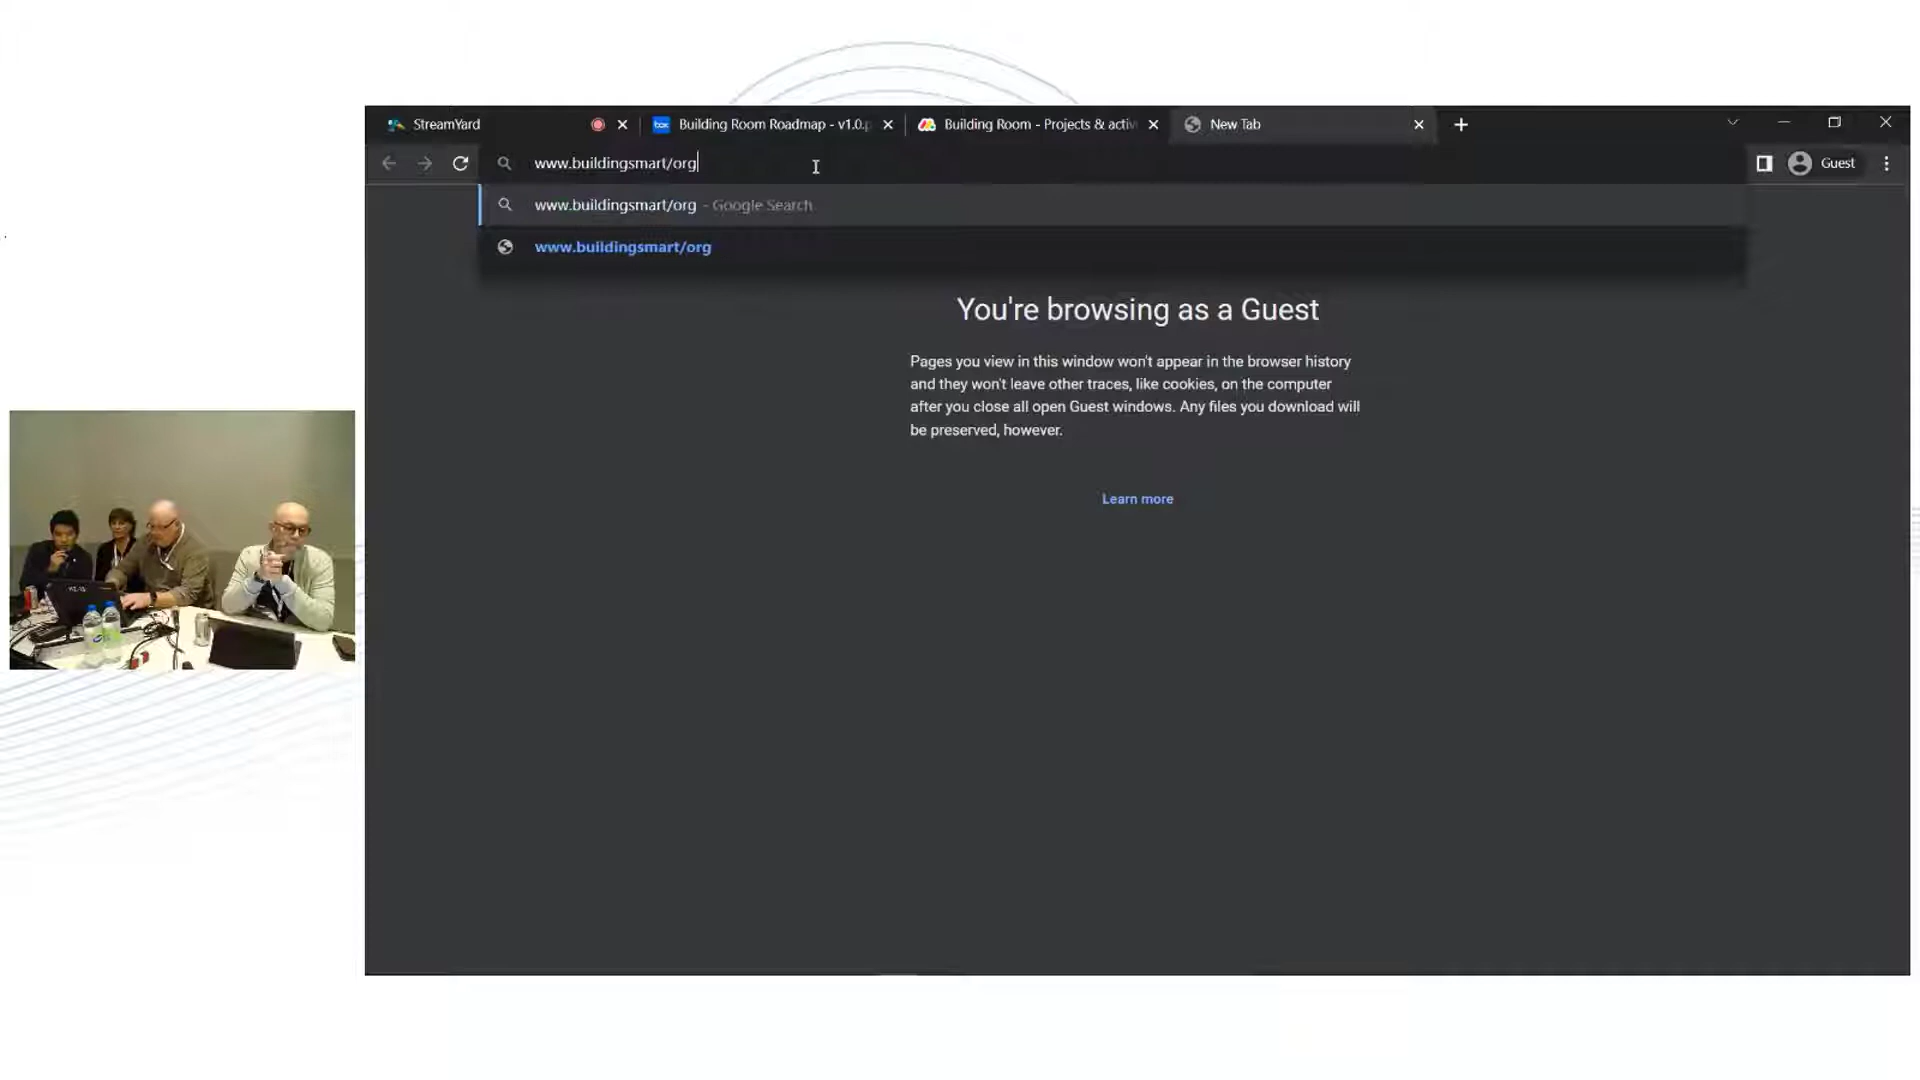 StreamYard
Building Room Roadmap - v1.0.p
Building Room - Projects & activi
New Tab
www.buildingsmart/org
Guest
www.buildingsmart/org - Google Search
www.buildingsmart/org
You're browsing as a Guest
Pages you view in this window won't appear in the browser history
and they won't leave other traces, like cookies, on the computer
after you close all open Guest windows. Any files you download will
be preserved, however.
Learn more